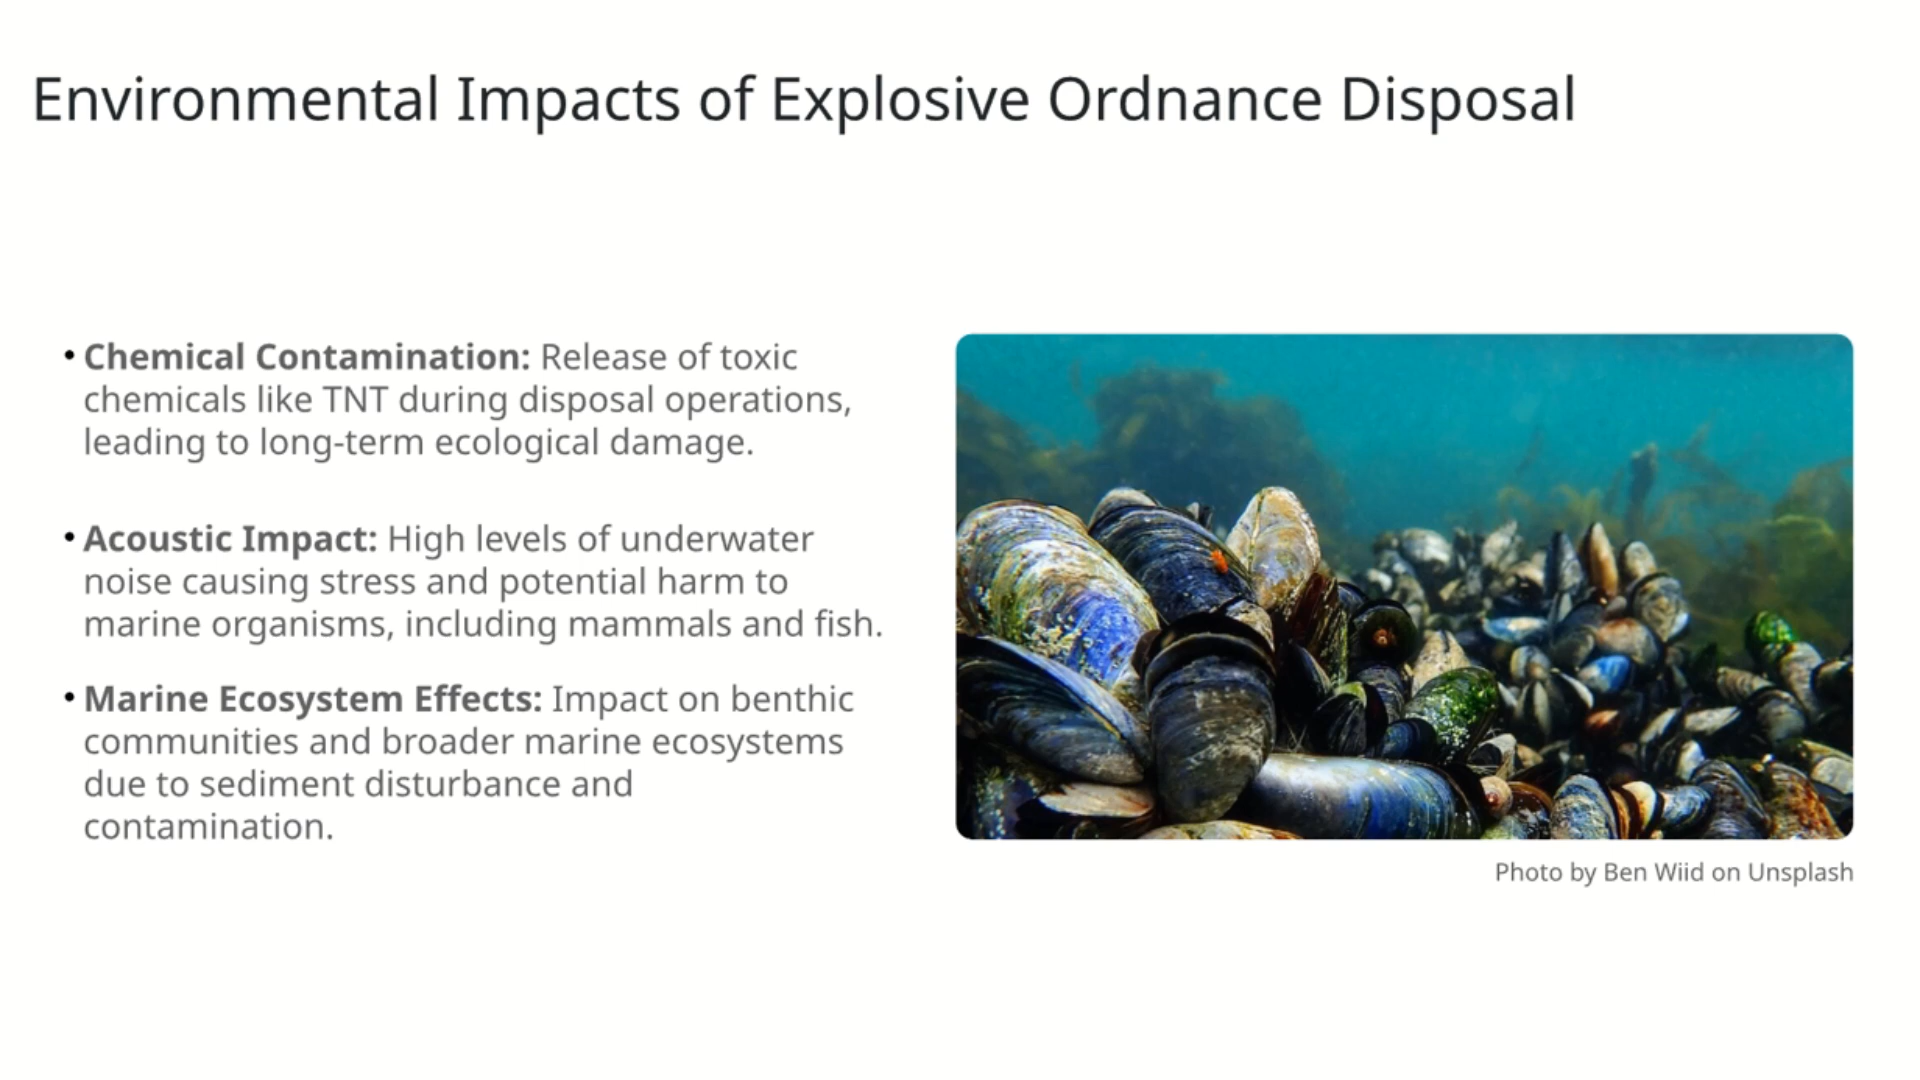 Environmental Impacts of Explosive Ordnance Disposal
• Chemical Contamination: Release of toxic
chemicals like TNT during disposal operations,
leading to long-term ecological damage.
• Acoustic Impact: High levels of underwater
noise causing stress and potential harm to
marine organisms, including mammals and fish.
• Marine Ecosystem Effects: Impact on benthic
communities and broader marine ecosystems
due to sediment disturbance and
contamination.
Photo by Ben Wiid on Unsplash